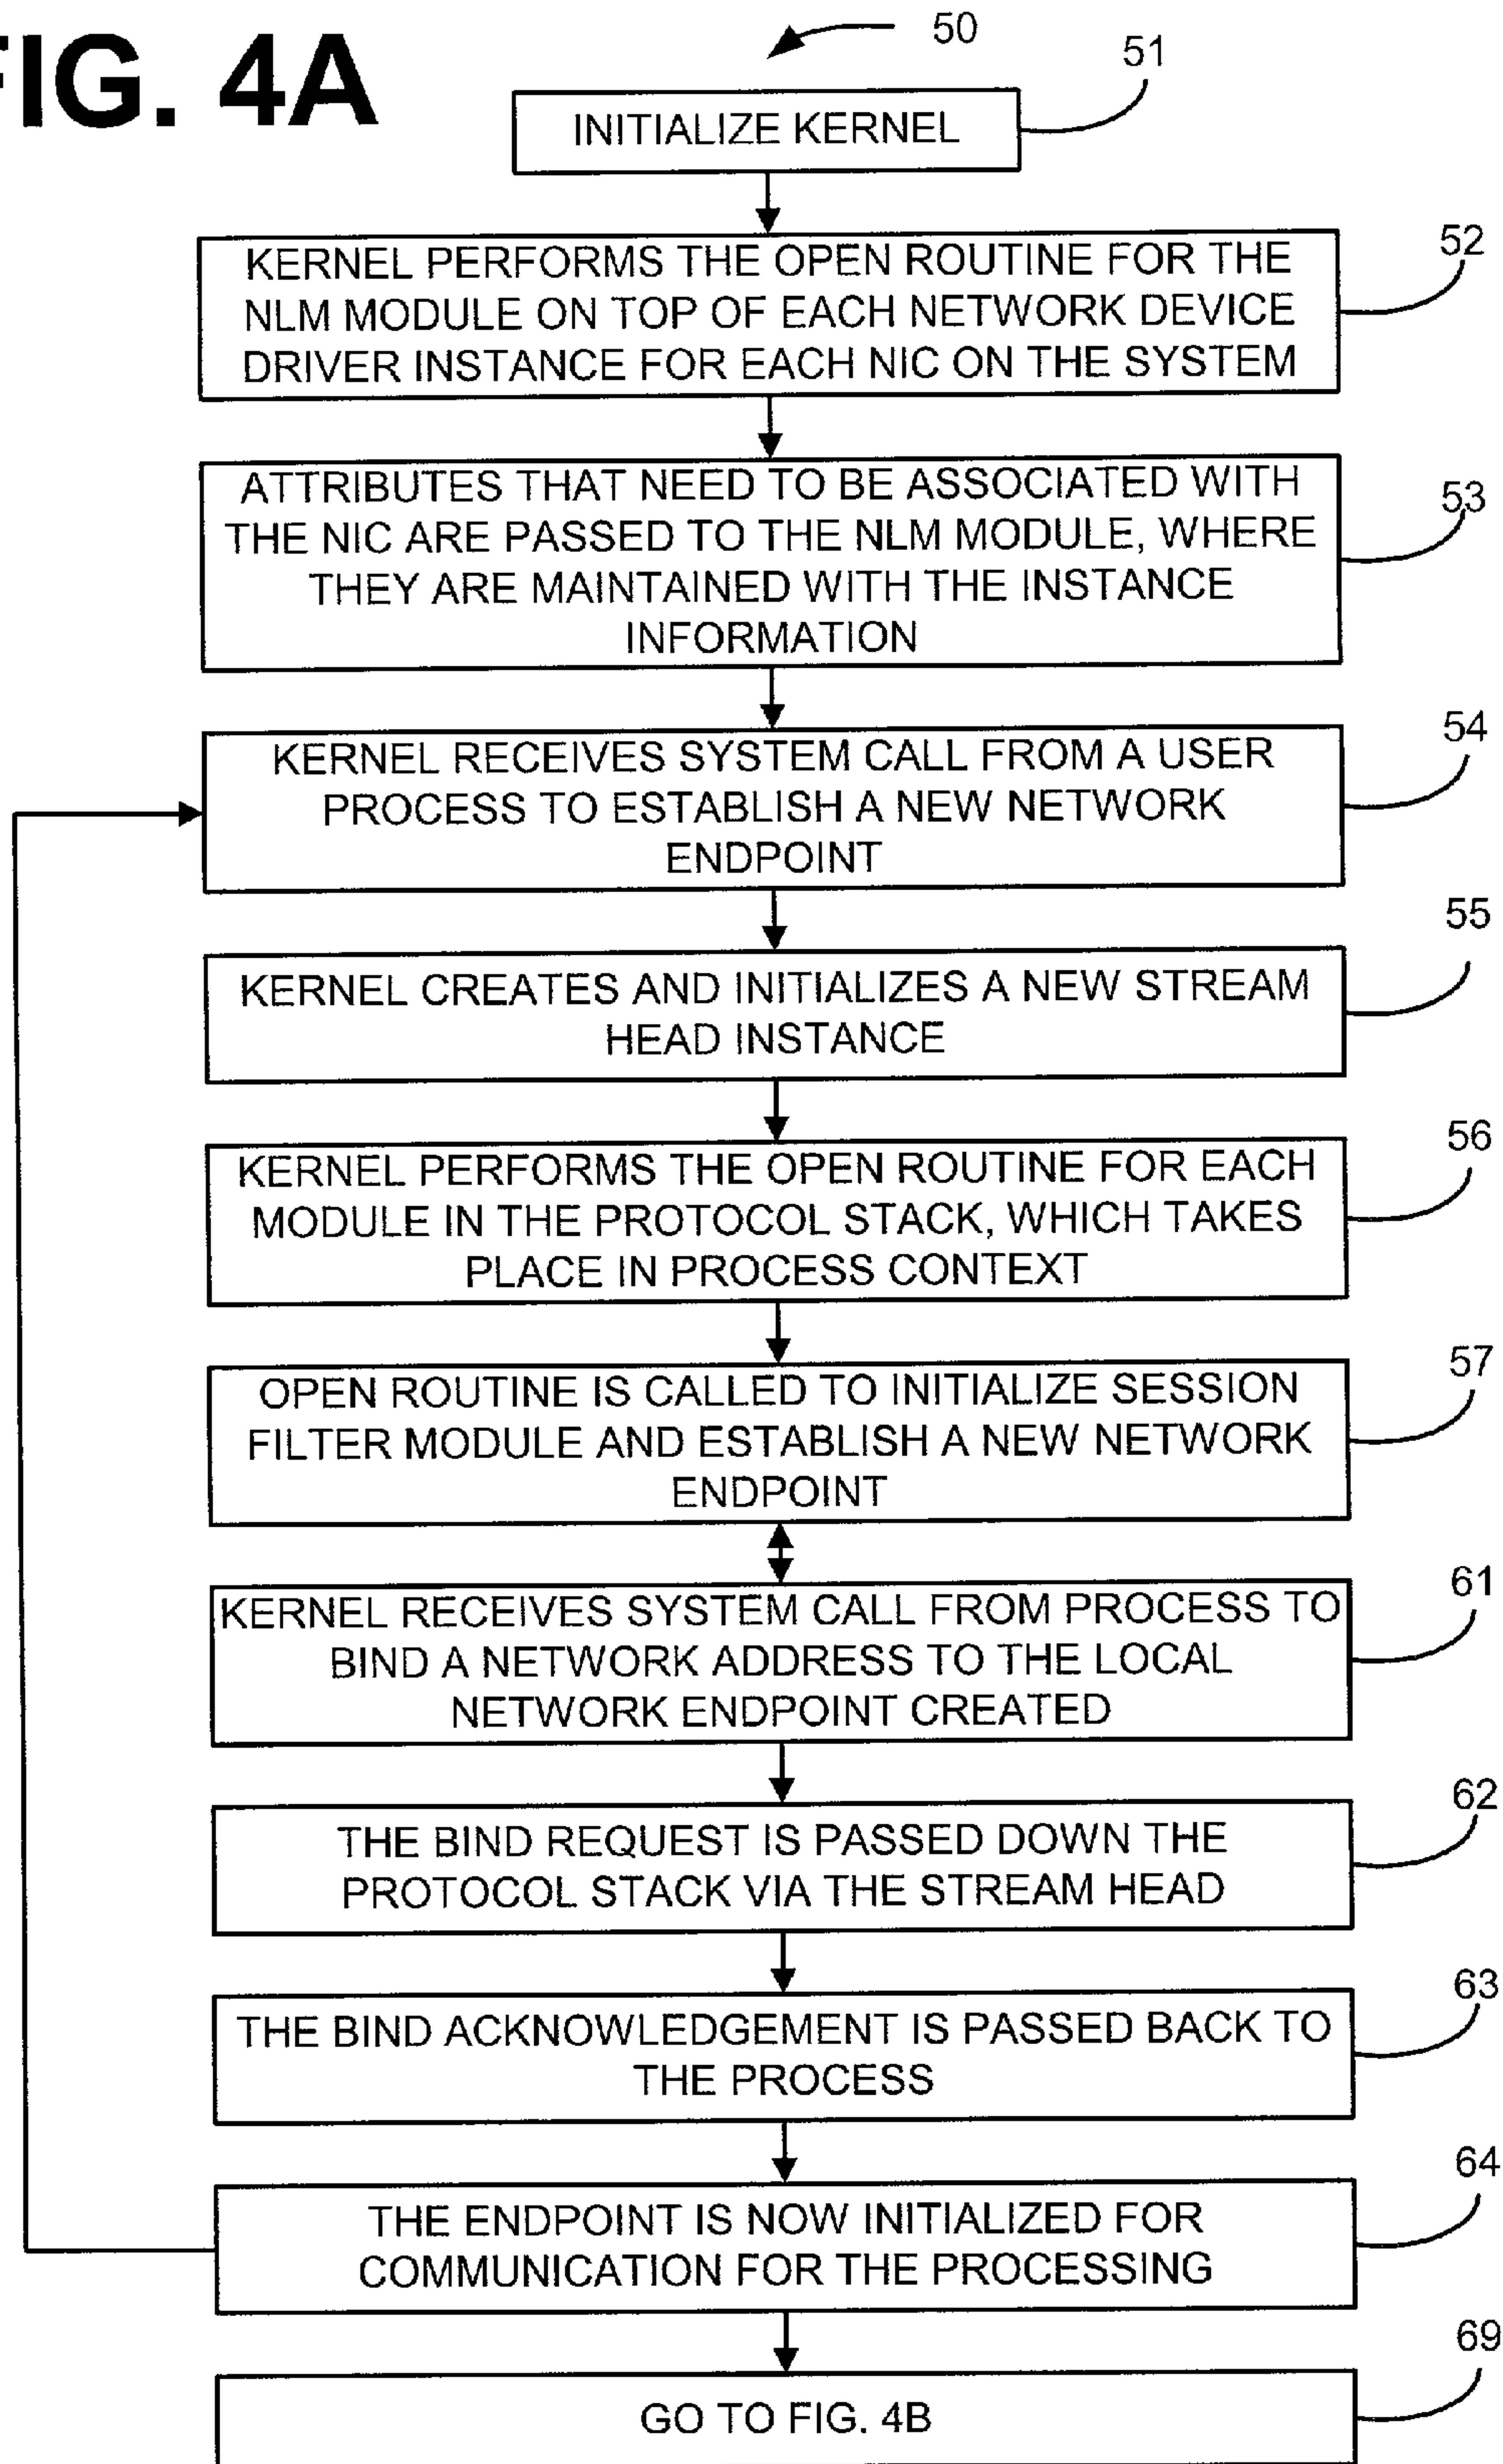 FIG. 4A
50
51
INITIALIZE KERNEL
52
KERNEL PERFORMS THE OPEN ROUTINE FOR THE
NLM MODULE ON TOP OF EACH NETWORK DEVICE
DRIVER INSTANCE FOR EACH NIC ON THE SYSTEM
53
ATTRIBUTES THAT NEED TO BE ASSOCIATED WITH
THE NIC ARE PASSED TO THE NLM MODULE, WHERE
THEY ARE MAINTAINED WITH THE INSTANCE
INFORMATION
54
KERNEL RECEIVES SYSTEM CALL FROM A USER
PROCESS TO ESTABLISH A NEW NETWORK
ENDPOINT
55
KERNEL CREATES AND INITIALIZES A NEW STREAM
HEAD INSTANCE
56
KERNEL PERFORMS THE OPEN ROUTINE FOR EACH
MODULE IN THE PROTOCOL STACK, WHICH TAKES
PLACE IN PROCESS CONTEXT
57
OPEN ROUTINE IS CALLED TO INITIALIZE SESSION
FILTER MODULE AND ESTABLISH A NEW NETWORK
ENDPOINT
61
KERNEL RECEIVES SYSTEM CALL FROM PROCESS TO
BIND A NETWORK ADDRESS TO THE LOCAL
NETWORK ENDPOINT CREATED
62
THE BIND REQUEST IS PASSED DOWN THE
PROTOCOL STACK VIA THE STREAM HEAD
63
THE BIND ACKNOWLEDGEMENT IS PASSED BACK TO
THE PROCESS
64
THE ENDPOINT IS NOW INITIALIZED FOR
COMMUNICATION FOR THE PROCESSING
69
GO TO FIG. 4B